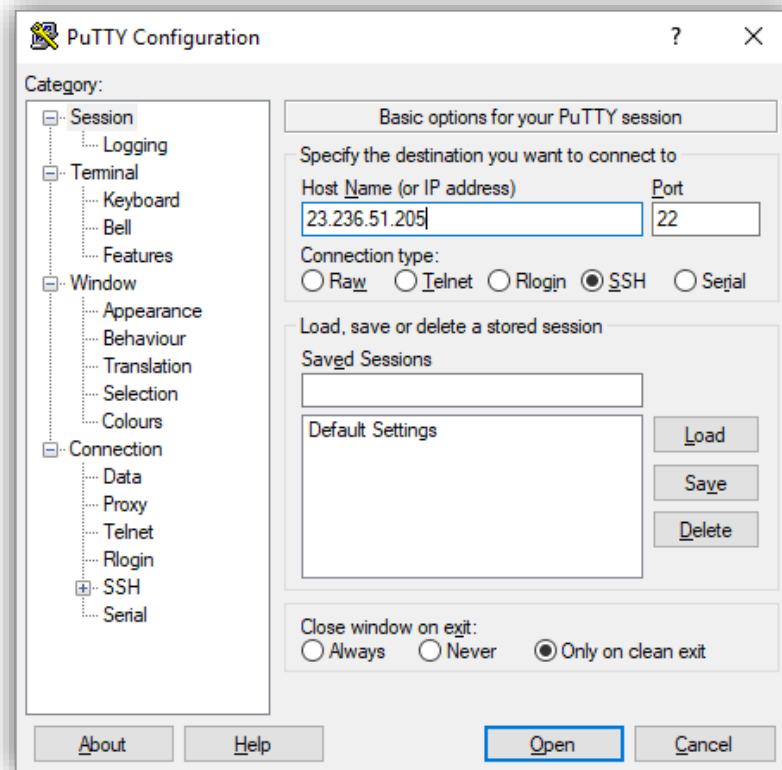 PuTTY Configuration
?
Category:
Session
Logging
Terminal
Keyboard
Bell
Features
Window
Appearance
Behaviour
Translation
Selection
Colours
Connection
Data
Proxy
Telnet
Rlogin
SSH
Serial
Basic options for your PuTTY session
Specify the destination you want to connect to
Host Name (or IP address) Port
23.236.51.205 22
Connection type:
Raw Telnet Rlogin SSH Serial
Load, save or delete a stored session
Saved Sessions
Default Settings
Load
Save
Delete
Close window on exit:
Always Never Only on clean exit
About Help Open Cancel